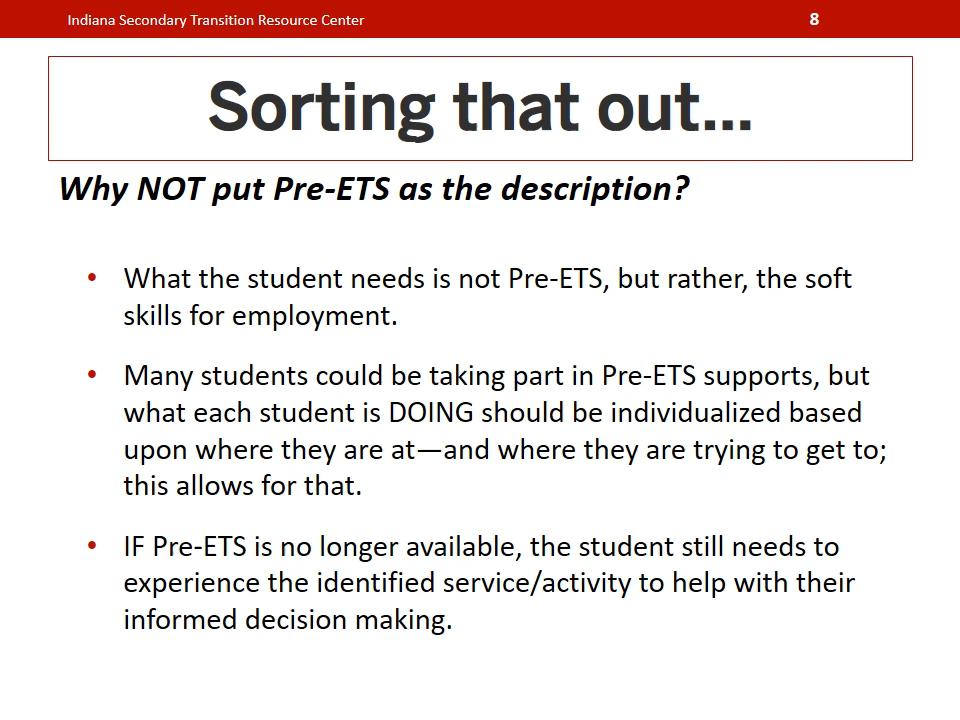 Indiana Secondary Transition Resource Center
8
Sorting that out...
Why NOT put Pre-ETS as the description?
• What the student needs is not Pre-ETS, but rather, the soft
skills for employment.
• Many students could be taking part in Pre-ETS supports, but
what each student is DOING should be individualized based
upon where they are at—and where they are trying to get to;
this allows for that.
• IF Pre-ETS is no longer available, the student still needs to
experience the identified service/activity to help with their
informed decision making.